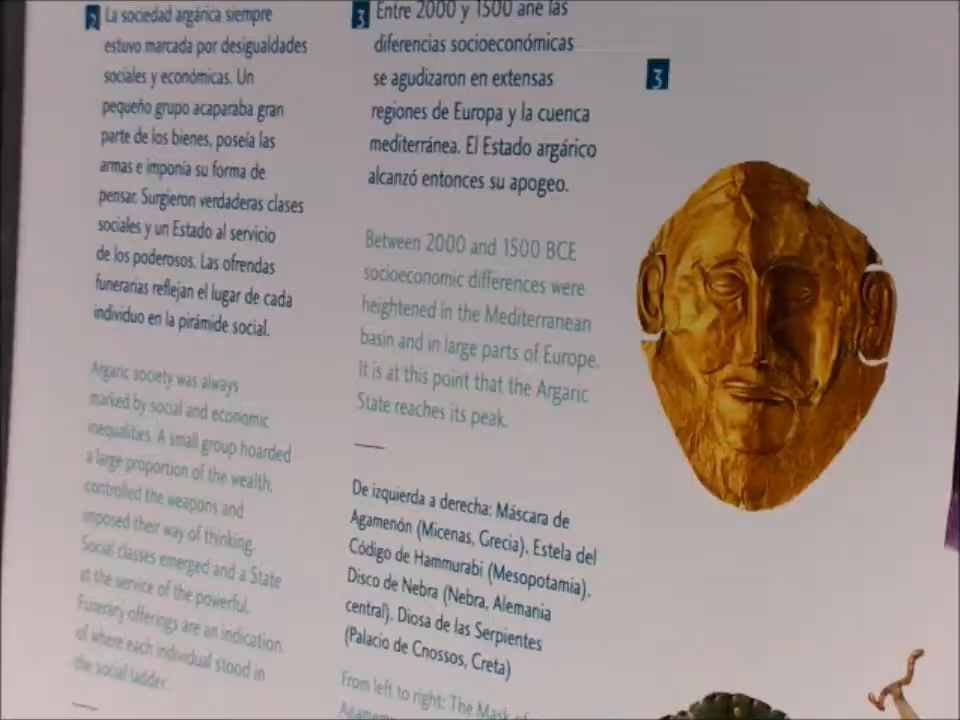 2 La sociedad argárica siempre
estuvo marcada por desigualdades
sociales y económicas. Un
pequeño grupo acaparaba gran
parte de los bienes, poseía las
armas e imponía su forma de
pensar. Surgieron verdaderas clases
sociales y un Estado al servicio
de los poderosos. Las ofrendas
funerarias reflejan el lugar de cada
individuo en la pirámide social.
Argaric society was always
marked by social and economic
inequalities. A small group hoarded
a large proportion of the wealth,
controlled the weapons and
imposed their way of thinking.
Social classes emerged and a State
at the service of the powerful.
Funerary offerings are an indication
of where each individual stood in
the social ladder.
3 Entre 2000 y 1500 ane las
diferencias socioeconómicas
se agudizaron en extensas
regiones de Europa y la cuenca
mediterránea. El Estado argárico
alcanzó entonces su apogeo.
Between 2000 and 1500 BCE
socioeconomic differences were
heightened in the Mediterranean
basin and in large parts of Europe.
It is at this point that the Argaric
State reaches its peak.
De izquierda a derecha: Máscara de
Agamenón (Micenas, Grecia). Estela del
Código de Hammurabi (Mesopotamia).
Disco de Nebra (Nebra, Alemania
central). Diosa de las Serpientes
(Palacio de Cnossos, Creta)
From left to right: The Mask of
3